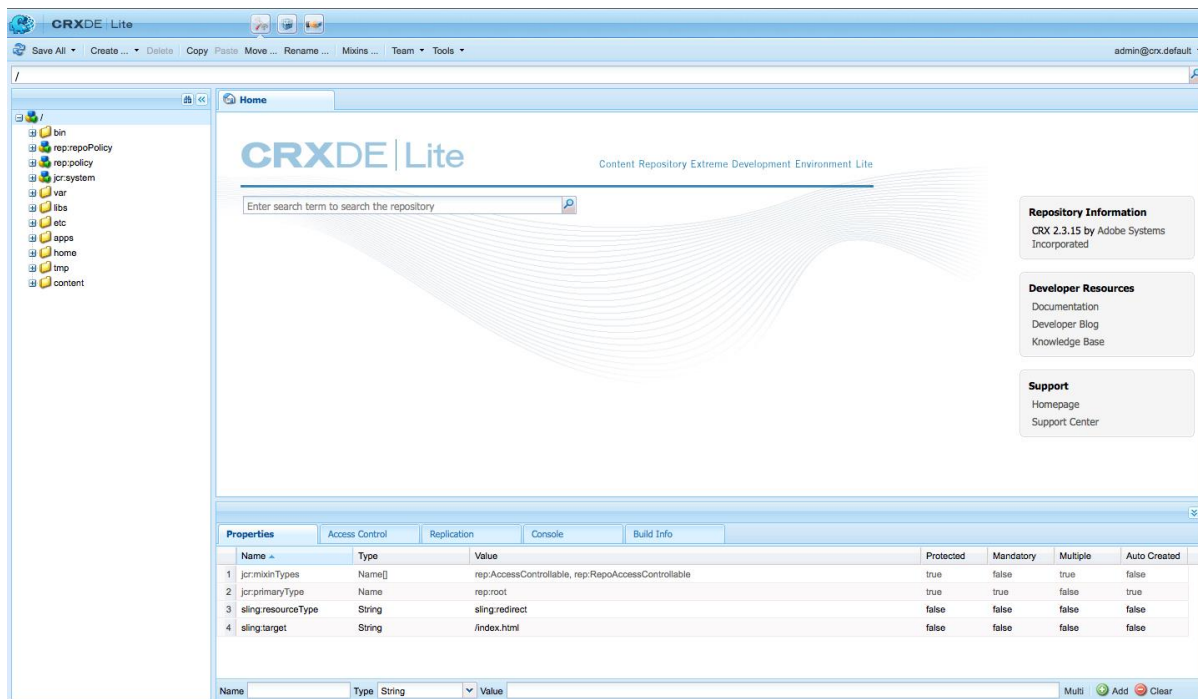 CRXDE Lite
Save All Create ... Delete Copy Paste Move ... Rename ... Mixins ... Team Tools admin@crx.default
/
Home
/
bin
rep:repoPolicy
rep:policy
jcr:system
var
libs
etc
apps
home
tmp
content
CRXDE Lite
Content Repository Extreme Development Environment Lite
Enter search term to search the repository
Repository Information
CRX 2.3.15 by Adobe Systems
Incorporated
Developer Resources
Documentation
Developer Blog
Knowledge Base
Support
Homepage
Support Center
Properties Access Control Replication Console Build Info
Name Type Value Protected Mandatory Multiple Auto Created
1 jcr:mixinTypes Name[] rep:AccessControllable, rep:RepoAccessControllable true false true false
2 jcr:primaryType Name rep:root true true false true
3 sling:resourceType String sling:redirect false false false false
4 sling:target String /index.html false false false false
Name Type String Value Multi Add Clear